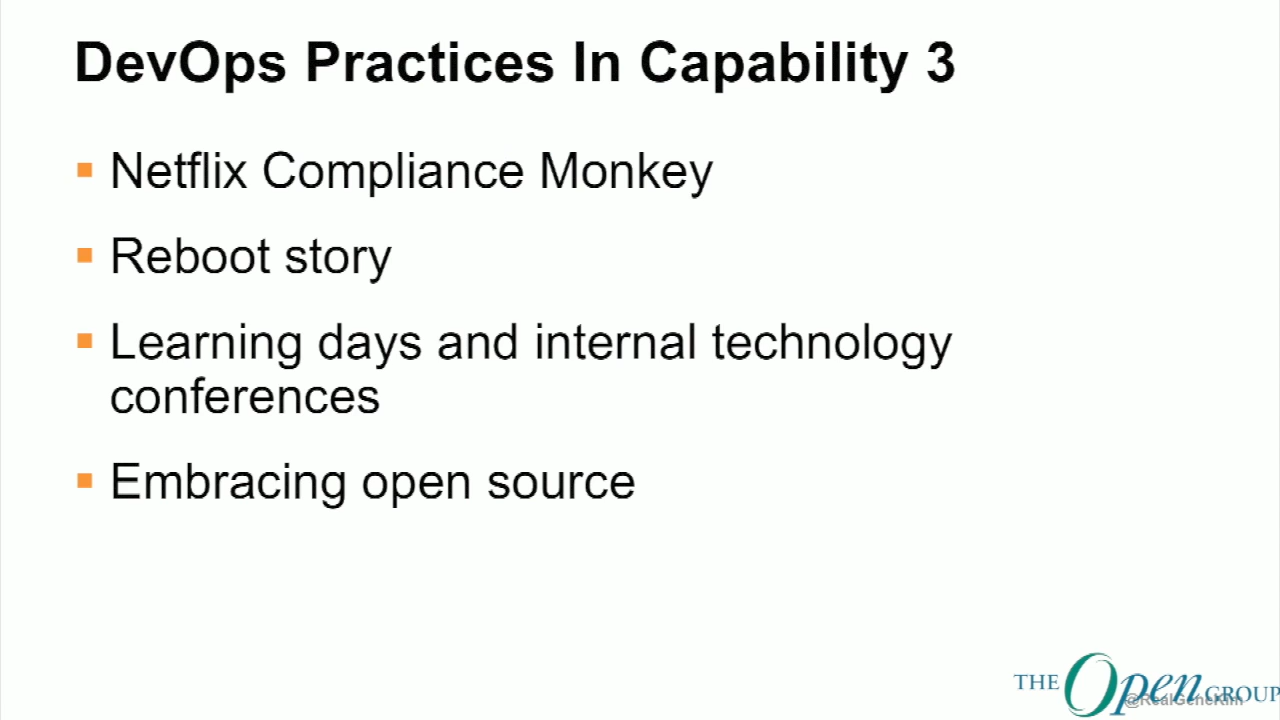 DevOps Practices In Capability 3
Netflix Compliance Monkey
Reboot story
Learning days and internal technology
conferences
Embracing open source
THE Open GROUP
@RealGeneKim